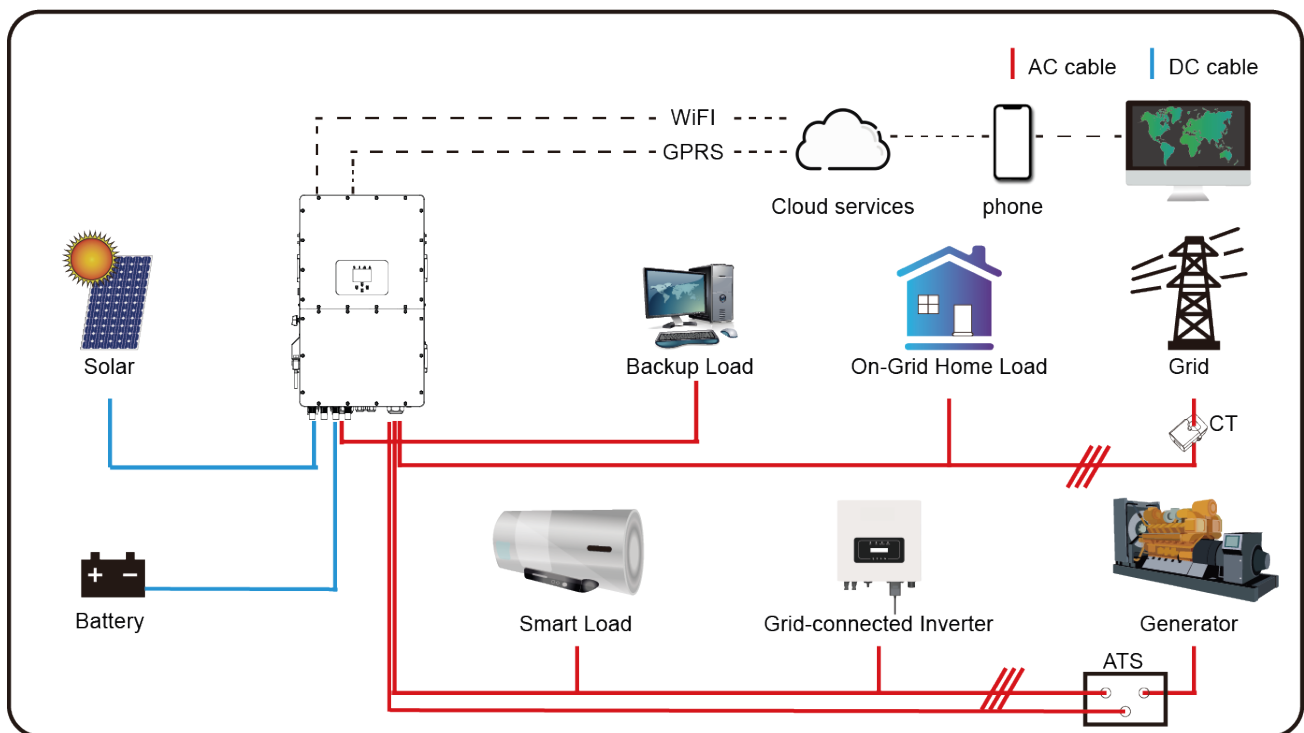 AC cable
DC cable
WiFI
GPRS
Cloud services
phone
Solar
Backup Load
On-Grid Home Load
Grid
CT
Battery
Smart Load
Grid-connected Inverter
Generator
ATS